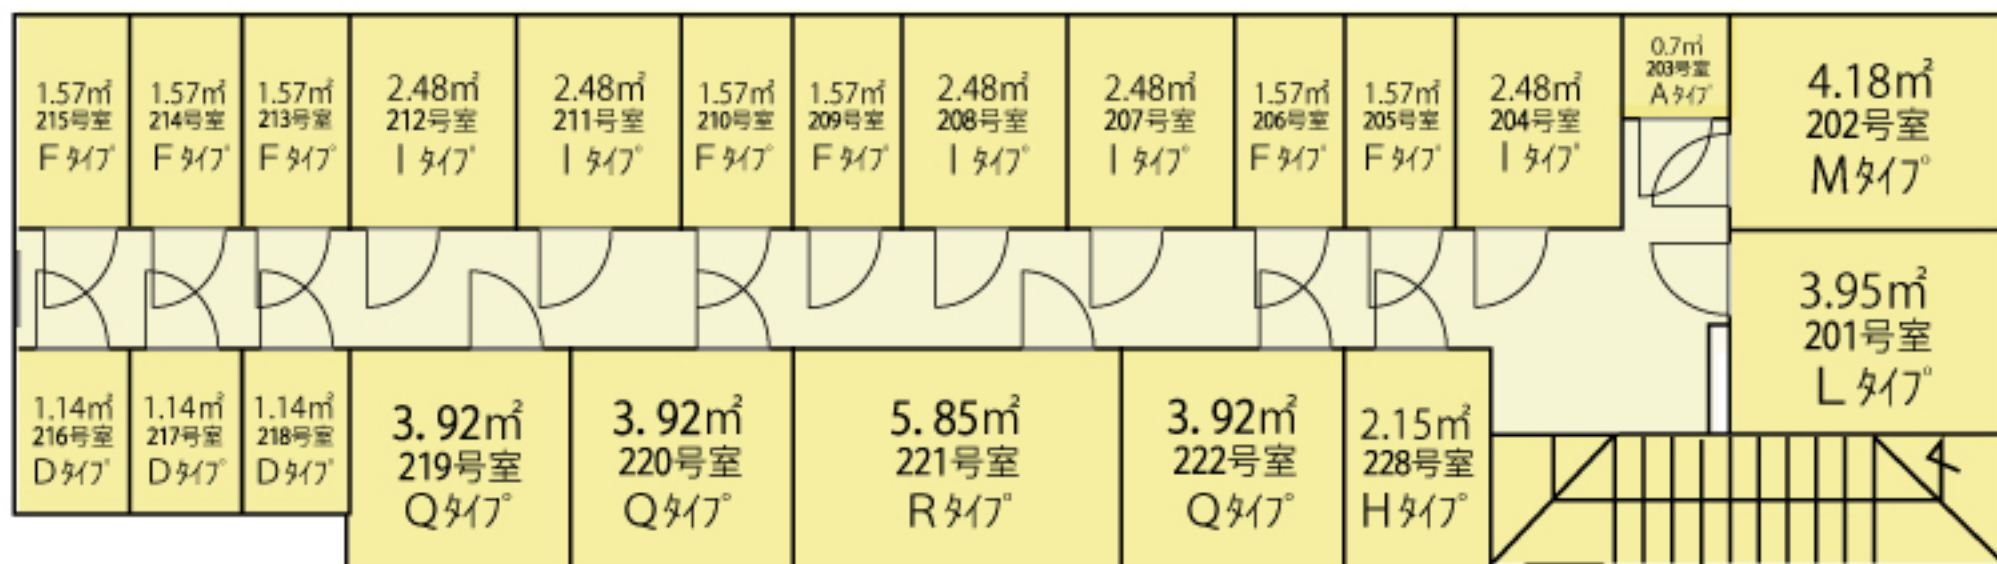 1.57㎡
215号室
Fタイプ
1.57㎡
214号室
Fタイプ
1.57㎡
213号室
Fタイプ
2.48㎡
212号室
Iタイプ
2.48㎡
211号室
Iタイプ
1.57㎡
210号室
Fタイプ
1.57㎡
209号室
Fタイプ
2.48㎡
208号室
Iタイプ
2.48㎡
207号室
Iタイプ
1.57㎡
206号室
Fタイプ
1.57㎡
205号室
Fタイプ
2.48㎡
204号室
Iタイプ
0.7㎡
203号室
Aタイプ
4.18㎡
202号室
Mタイプ
3.95㎡
201号室
Lタイプ
1.14㎡
216号室
Dタイプ
1.14㎡
217号室
Dタイプ
1.14㎡
218号室
Dタイプ
3.92㎡
219号室
Qタイプ
3.92㎡
220号室
Qタイプ
5.85㎡
221号室
Rタイプ
3.92㎡
222号室
Qタイプ
2.15㎡
228号室
Hタイプ